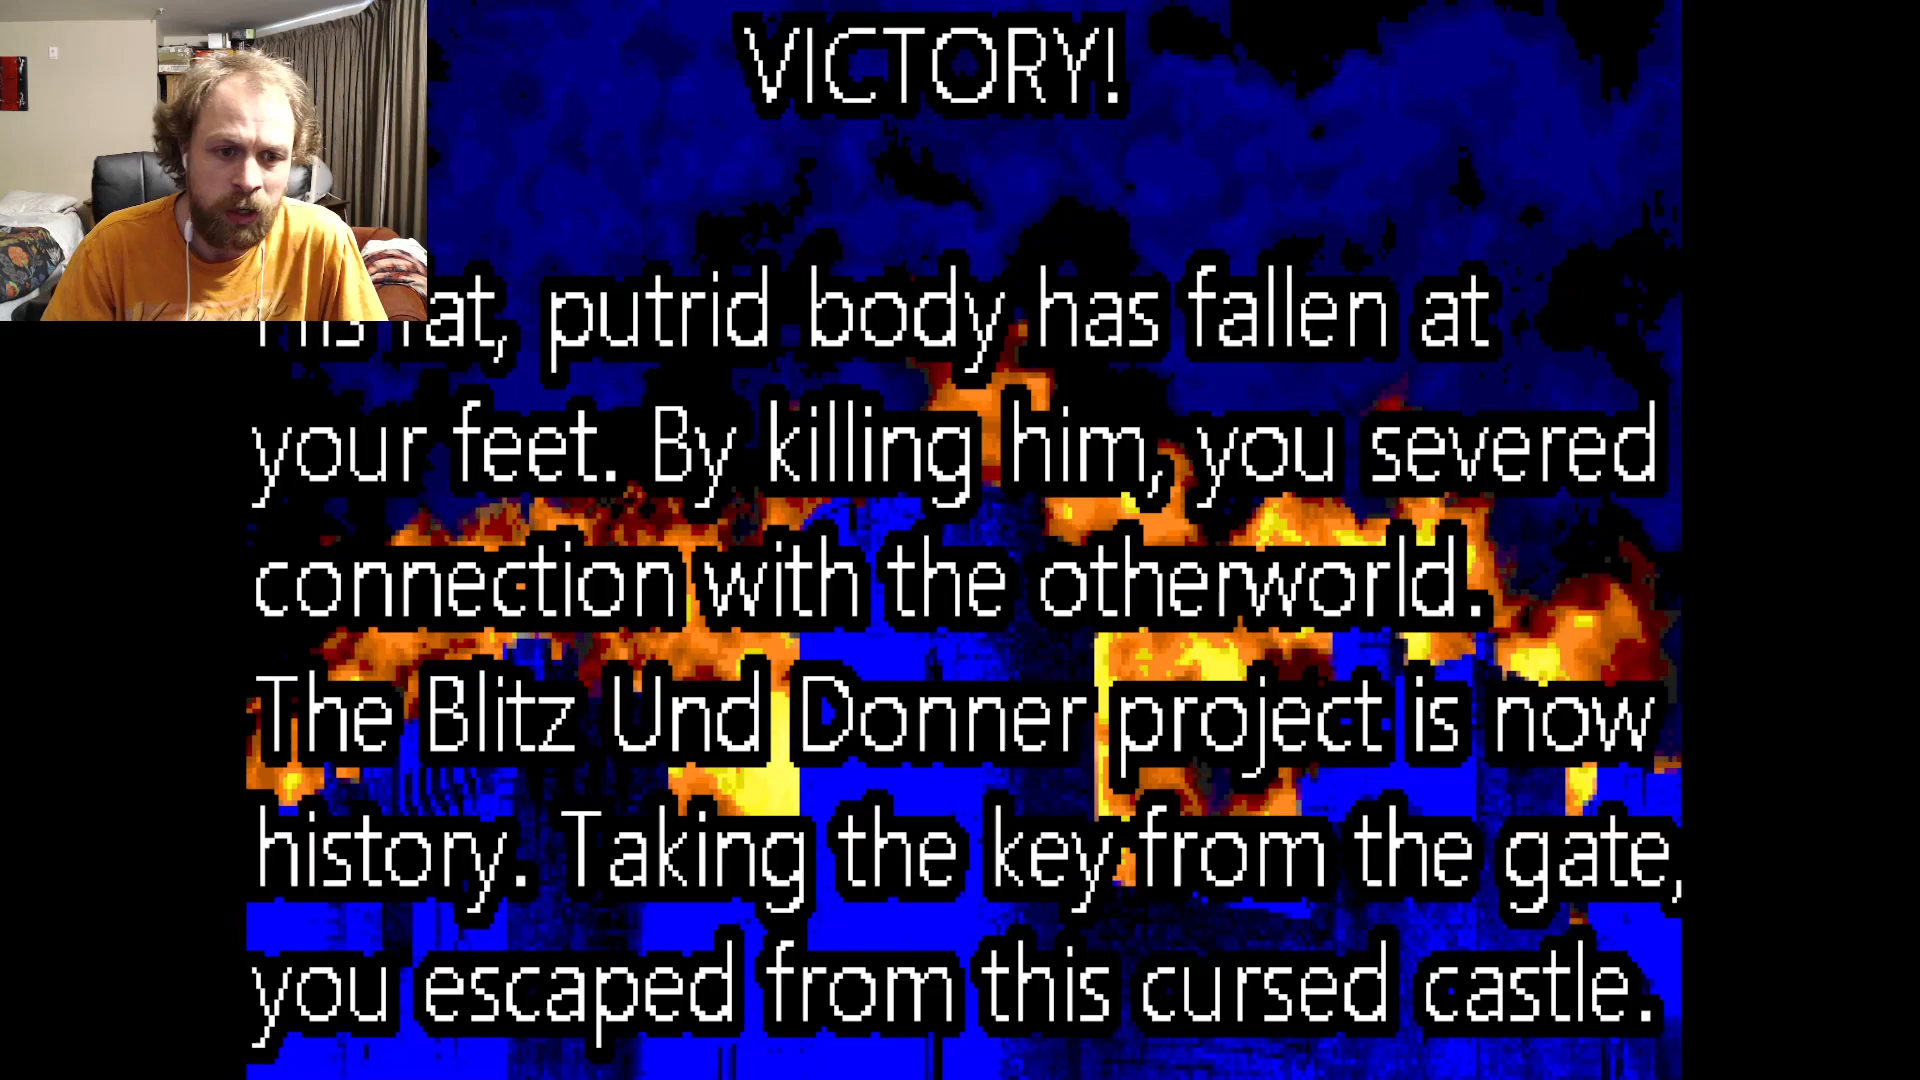 VICTORY!
His fat, putrid body has fallen at
your feet. By killing him, you severed
connection with the otherworld.
The Blitz Und Donner project is now
history. Taking the key from the gate,
you escaped from this cursed castle.